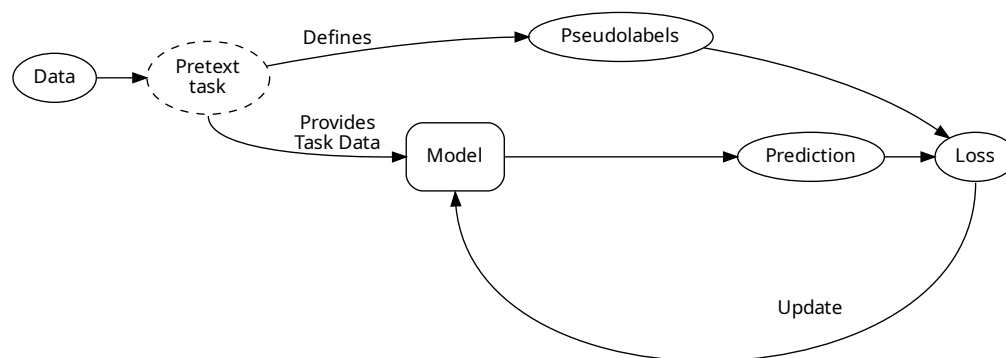 Defines
Pseudolabels
Data
Pretext
task
Provides
Task Data
Model
Prediction
Loss
Update